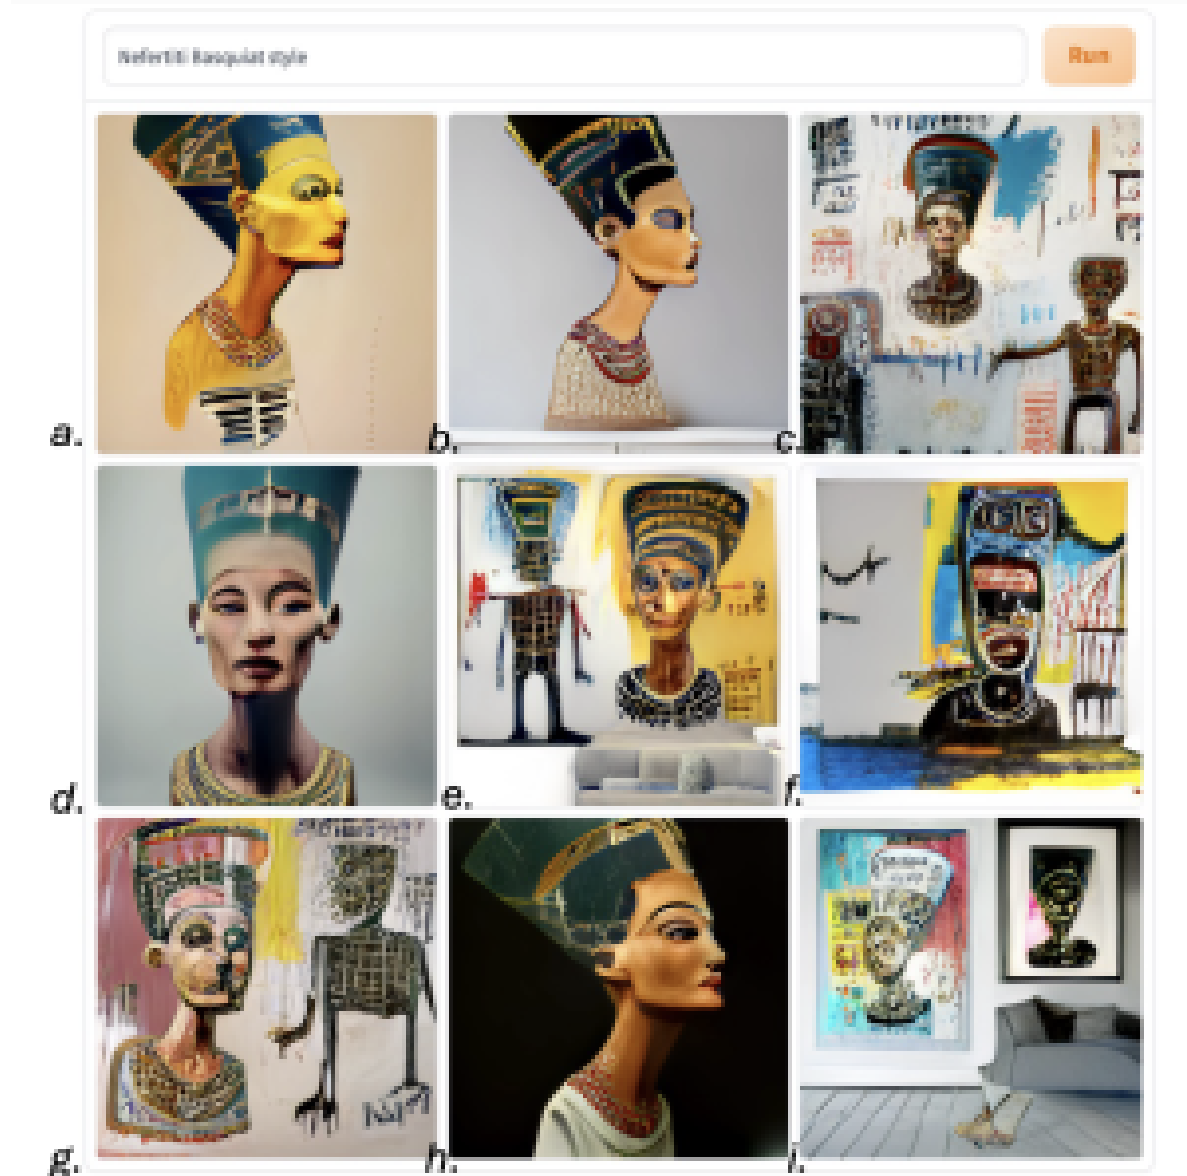 Nefertiti Basquiat style
Run
a.
b.
c.
d.
e.
f.
g.
h.
i.